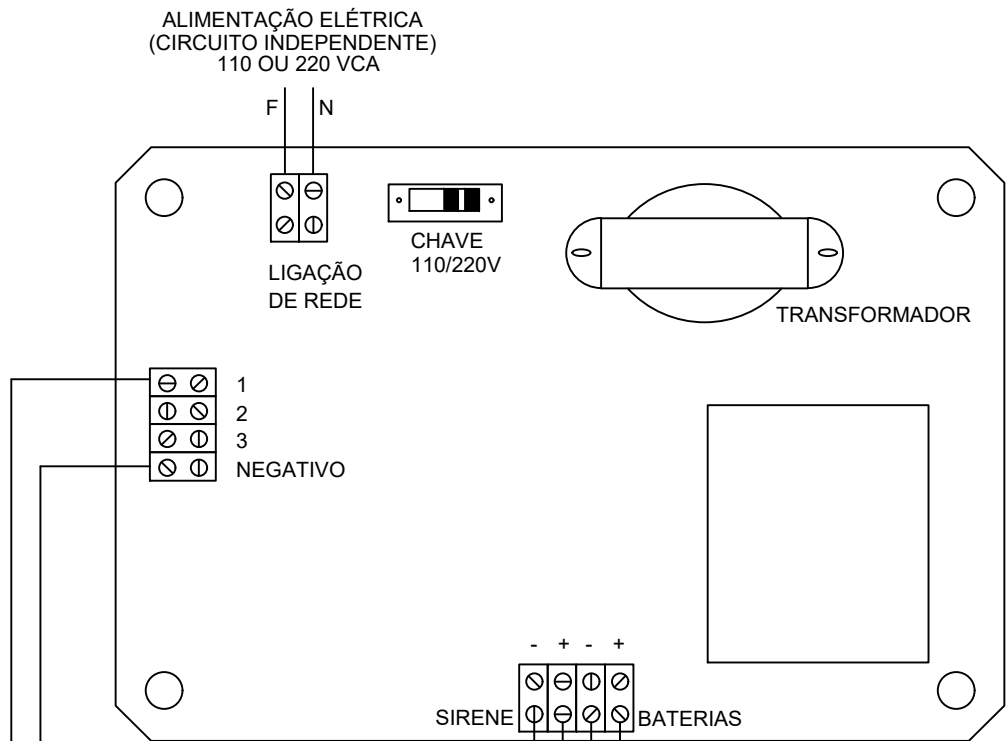 ALIMENTAÇÃO ELÉTRICA
(CIRCUITO INDEPENDENTE)
110 OU 220 VCA
F
N
CHAVE
110/220V
LIGAÇÃO
DE REDE
TRANSFORMADOR
1
2
3
NEGATIVO
- + - +
SIRENE
BATERIAS